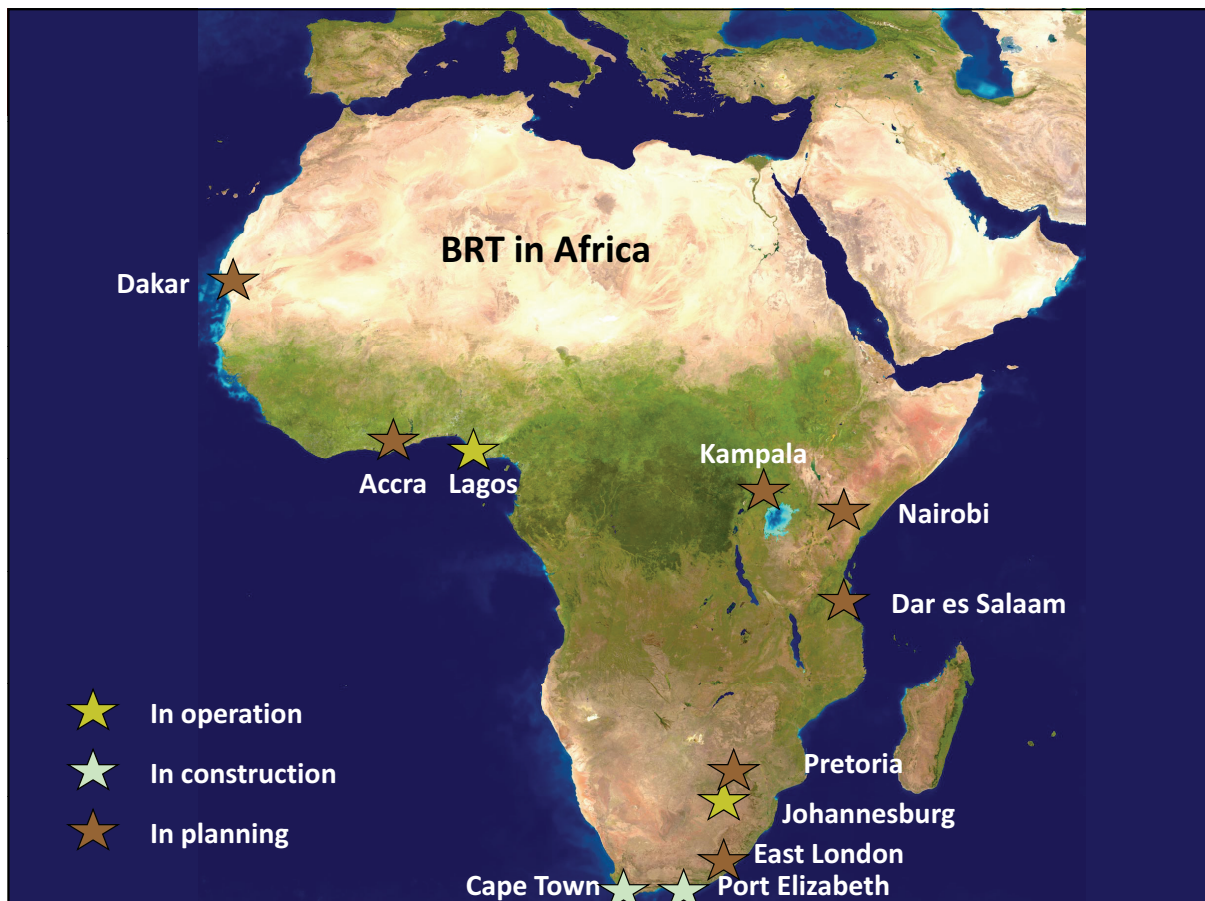 BRT in Africa
Dakar
Accra
Lagos
Kampala
Nairobi
Dar es Salaam
In operation
In construction
In planning
Pretoria
Johannesburg
East London
Cape Town
Port Elizabeth